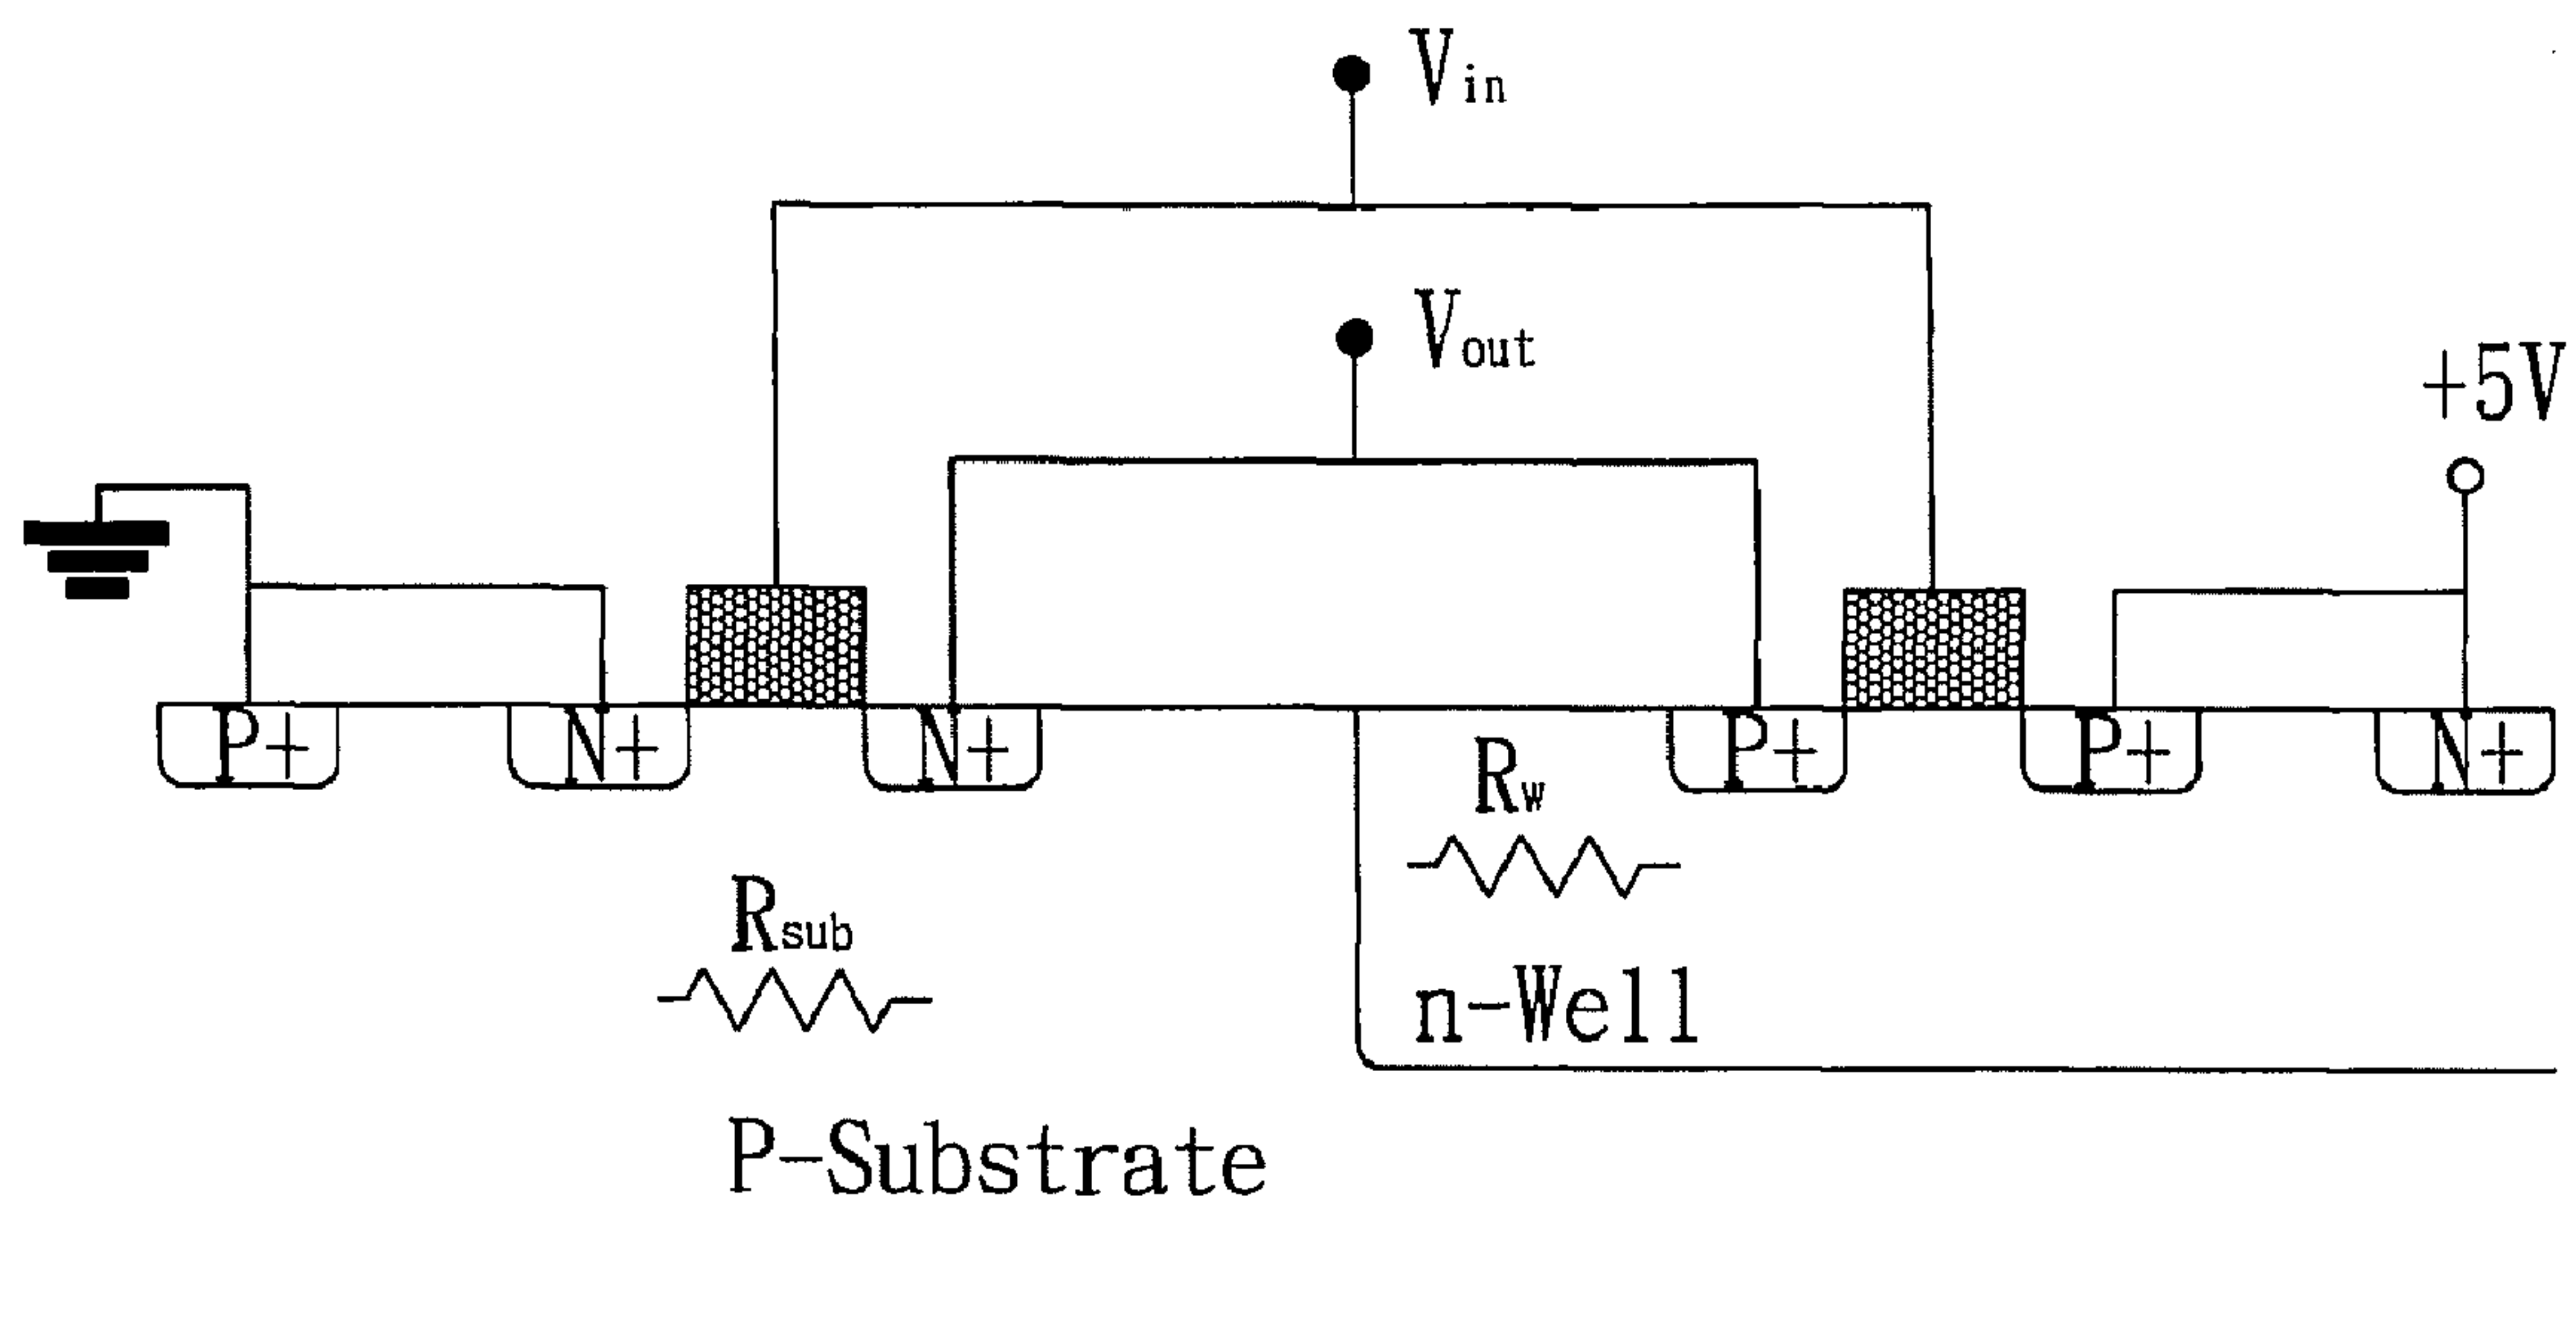 Vin
Vout
+5V
P+ N+ N+ P+ P+ N+
Rw
Rsub
n-Well
P-Substrate